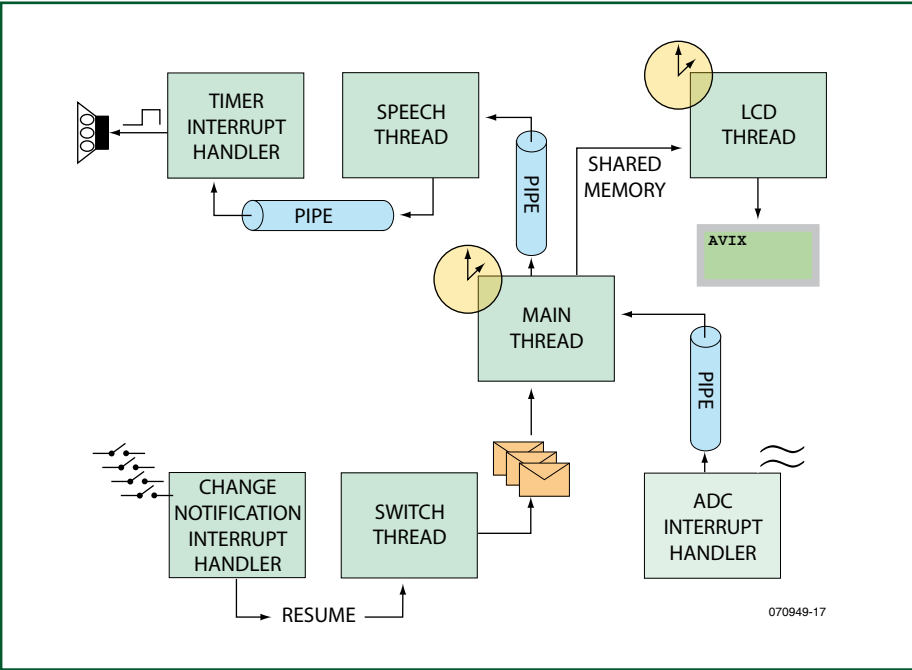 TIMER
INTERRUPT
HANDLER
SPEECH
THREAD
LCD
THREAD
SHARED
MEMORY
PIPE
PIPE
AVIX
MAIN
THREAD
PIPE
CHANGE
NOTIFICATION
INTERRUPT
HANDLER
SWITCH
THREAD
ADC
INTERRUPT
HANDLER
RESUME
070949-17